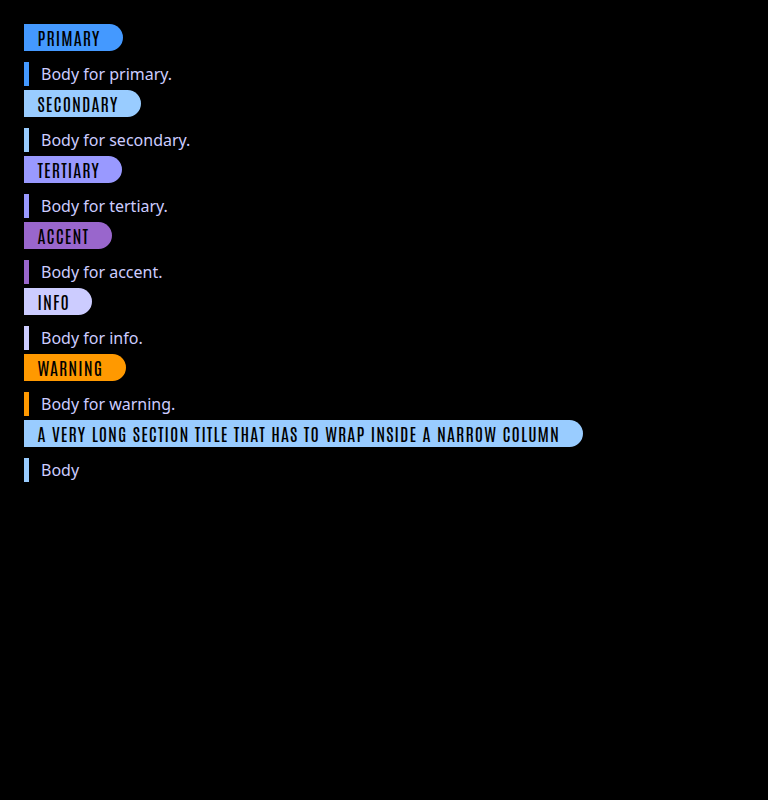 PRIMARY
Body for primary.
SECONDARY
Body for secondary.
TERTIARY
Body for tertiary.
ACCENT
Body for accent.
INFO
Body for info.
WARNING
Body for warning.
A VERY LONG SECTION TITLE THAT HAS TO WRAP INSIDE A NARROW COLUMN
Body